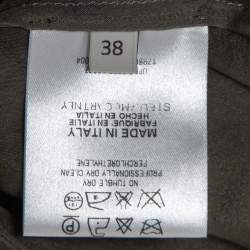 38
STELLA McCARTNEY
MADE IN ITALY
FABRIQUE EN ITALIE
HECHO EN ITALIA
PROFESSIONALLY DRY CLEAN
PERCHLORETHYLENE
NO TUMBLE DRY
P